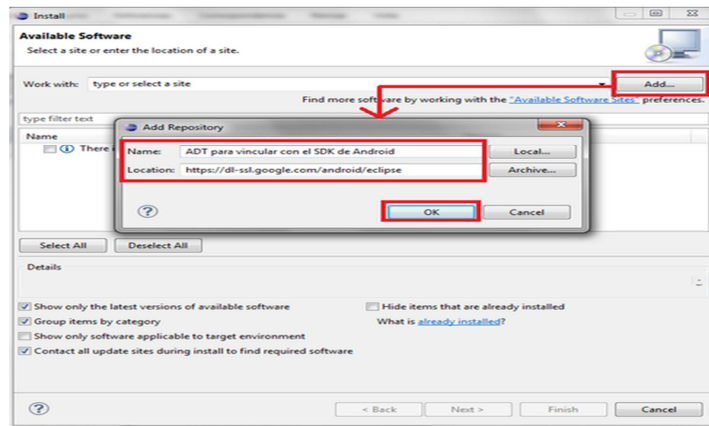 Install
Available Software
Select a site or enter the location of a site.
Work with: type or select a site
Add...
Find more software by working with the "Available Software Sites" preferences.
type filter text
Name
There i
Add Repository
Name: ADT para vincular con el SDK de Android
Local...
Location: https://dl-ssl.google.com/android/eclipse
Archive...
OK
Cancel
Select All
Deselect All
Details
Show only the latest versions of available software
Hide items that are already installed
Group items by category
What is already installed?
Show only software applicable to target environment
Contact all update sites during install to find required software
< Back
Next >
Finish
Cancel